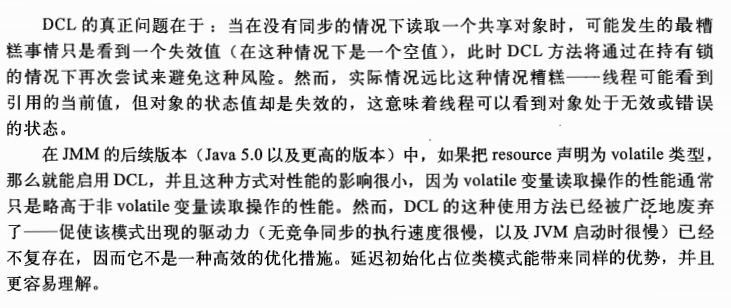 DCL 的真正问题在于：当在没有同步的情况下读取一个共享对象时，可能发生的最糟
糕事情只是看到一个失效值（在这种情况下是一个空值），此时 DCL 方法将通过在持有锁
的情况下再次尝试来避免这种风险。然而，实际情况远比这种情况糟糕——线程可能看到
引用的当前值，但对象的状态值却是失效的，这意味着线程可以看到对象处于无效或错误
的状态。
在 JMM 的后续版本（Java 5.0 以及更高的版本）中，如果把 resource 声明为 volatile 类型，
那么就能启用 DCL，并且这种方式对性能的影响很小，因为 volatile 变量读取操作的性能通常
只是略高于非 volatile 变量读取操作的性能。然而，DCL 的这种使用方法已经被广泛地废弃
了——促使该模式出现的驱动力（无竞争同步的执行速度很慢，以及 JVM 启动时很慢）已经
不复存在，因而它不是一种高效的优化措施。延迟初始化占位类模式能带来同样的优势，并且
更容易理解。